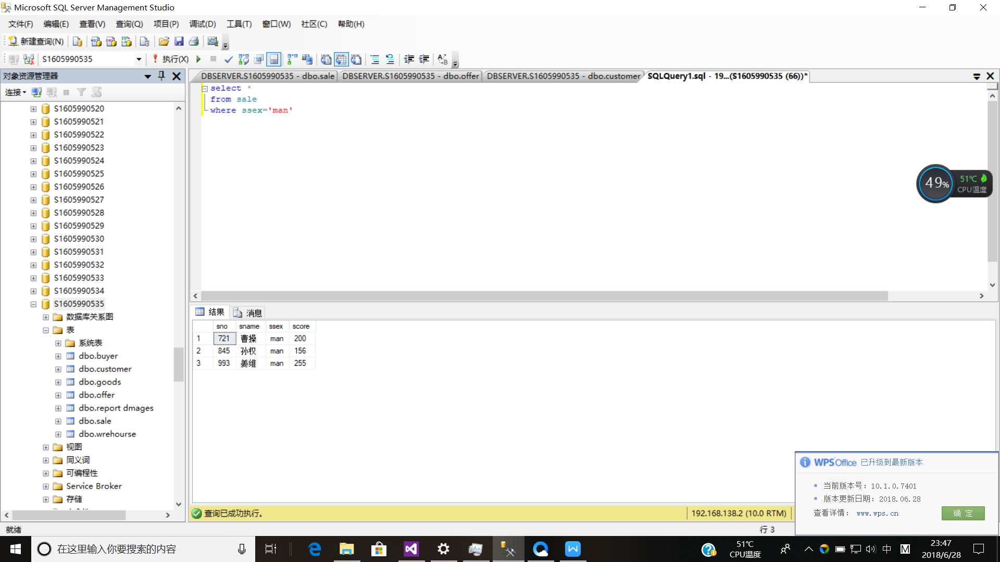 Microsoft SQL Server Management Studio
文件(F) 编辑(E) 查看(V) 查询(Q) 项目(P) 调试(D) 工具(T) 窗口(W) 社区(C) 帮助(H)
新建查询(N)
S1605990535 执行(X)
对象资源管理器
连接
S1605990520
S1605990521
S1605990522
S1605990523
S1605990524
S1605990525
S1605990526
S1605990527
S1605990528
S1605990529
S1605990530
S1605990531
S1605990532
S1605990533
S1605990534
S1605990535
数据库关系图
表
系统表
dbo.buyer
dbo.customer
dbo.goods
dbo.offer
dbo.report dmages
dbo.sale
dbo.wrehourse
视图
同义词
可编程性
Service Broker
存储
DBSERVER.S1605990535 - dbo.sale DBSERVER.S1605990535 - dbo.offer DBSERVER.S1605990535 - dbo.customer SQLQuery1.sql - 19...(S1605990535 (66))*
select *
from sale
where ssex='man'
49% 51℃
CPU温度
结果 消息
sno sname ssex score
1 721 曹操 man 200
2 845 孙权 man 156
3 993 姜维 man 255
查询已成功执行。 192.168.138.2 (10.0 RTM)
WPS Office 已升级到最新版本
当前版本号: 10.1.0.7401
版本更新日期: 2018.06.28
查看详情: www.wps.cn 确 定
就绪 行 3
在这里输入你要搜索的内容
51℃
CPU温度
中 M
23:47
2018/6/28